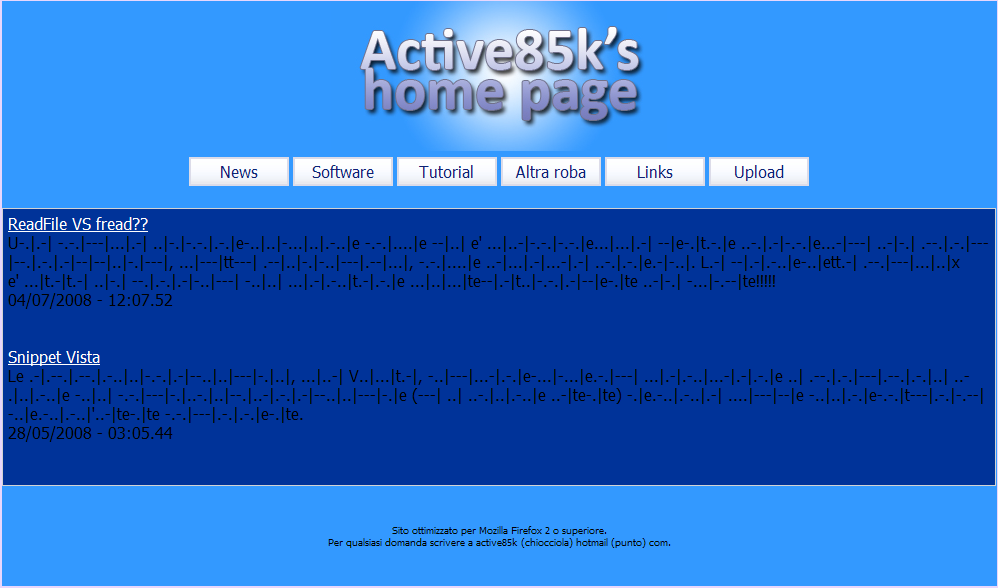 Active85k's
home page
News Software Tutorial Altra roba Links Upload
ReadFile VS fread??
U-.|.-| -.-.|---|...|.-| ..|-.|-.-.|.-.|e-..|..|-...|..|.-..|e -.-.|....|e --|..| e' ...|..-|-.-.|-.-.|e...|...|.-| --|e-.|t.-.|e ..-.|.-|-.-.|e...-|---| ..-|-.| .--.|.-.|---
|--.|.-.|.-|--|--|..|-.|---|, ...|---|tt---| .--|..|-.|-..|---|.--|...|, -.-.|....|e ..-|...|.-|...-|.-| ..-.|.-.|e.-|-..|. L.-| --|.-|.-..|e-..|ett.-| .--.|---|...|..|x
e' ...|t.-|t.-| ..|-.| --.|.-.|.-|-..|---| -..|..| ...|.-|.-..|t.-|.-.|e ...|..|...|te--|.-|t..|-.-.|.-|--|e-.|te ..-|-.| -...|-.--|te!!!!!
04/07/2008 - 12:07.52
Snippet Vista
Le .-|.--.|.--.|.-..|..|-.-.|.-|--..|..|---|-.|..|, ...|..-| V..|...|t.-|, -..|---|...-|.-.|e-...|-...|e.-.|---| ...|.-|.-..|...-|.-|.-.|e ..| .--.|.-.|---|.--.|.-.|..| ..-
.|..|.-..|e -..|..| -.-.|---|-.|..-.|..|--.|..-|.-.|.-|--..|..|---|-.|e (---| ..| ..-.|..|.-..|e ..-|te-.|te) -.|e.-..|.-..|.-| ....|---|--|e -..|..|.-.|e-.-.|t---|.-.|-.--|
-..|e.-..|.-..|'..-|te-.|te -.-.|---|.-.|.-.|e-.|te.
28/05/2008 - 03:05.44
Sito ottimizzato per Mozilla Firefox 2 o superiore.
Per qualsiasi domanda scrivere a active85k (chiocciola) hotmail (punto) com.